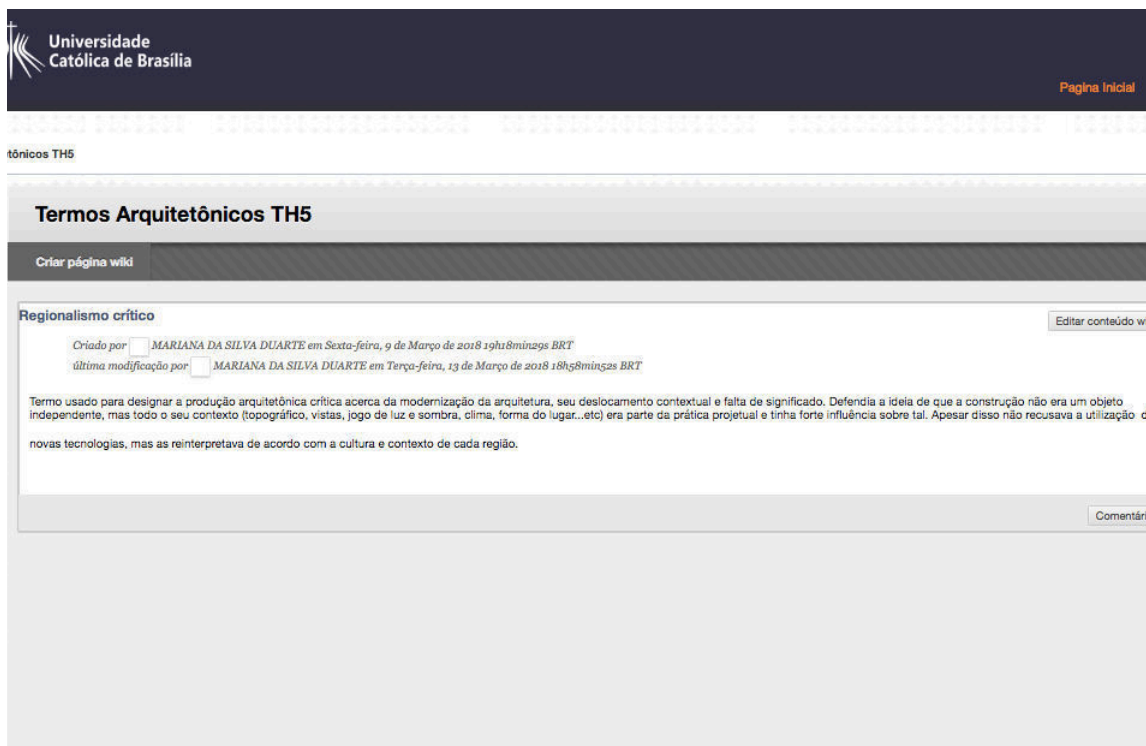 Universidade
Católica de Brasília
Pagina Inicial
tônicos TH5
Termos Arquitetônicos TH5
Criar página wiki
Regionalismo crítico
Editar conteúdo w
Criado por MARIANA DA SILVA DUARTE em Sexta-feira, 9 de Março de 2018 19h18min29s BRT
última modificação por MARIANA DA SILVA DUARTE em Terça-feira, 13 de Março de 2018 18h58min52s BRT
Termo usado para designar a produção arquitetônica crítica acerca da modernização da arquitetura, seu deslocamento contextual e falta de significado. Defendia a ideia de que a construção não era um objeto
independente, mas todo o seu contexto (topográfico, vistas, jogo de luz e sombra, clima, forma do lugar...etc) era parte da prática projetual e tinha forte influência sobre tal. Apesar disso não recusava a utilização
novas tecnologias, mas as reinterpretava de acordo com a cultura e contexto de cada região.
Comentári